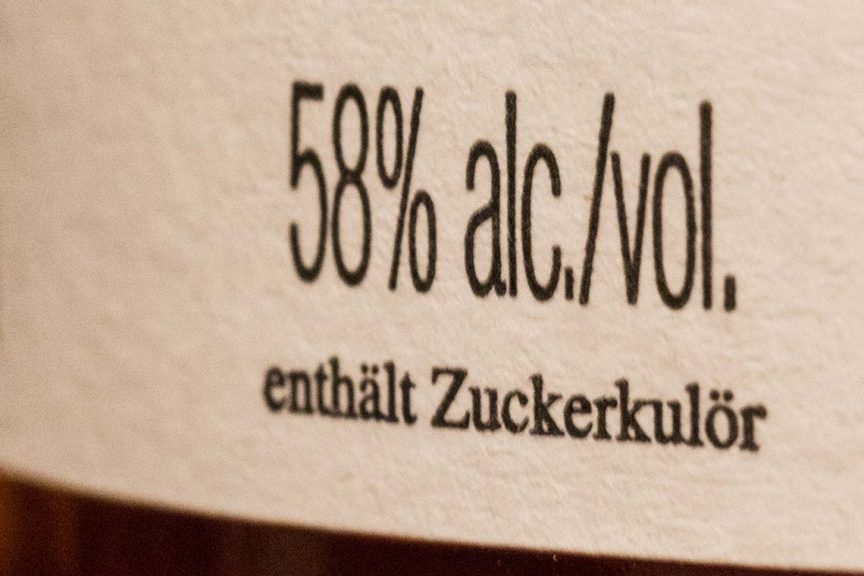 58% alc./vol.
enthält Zuckerkulör